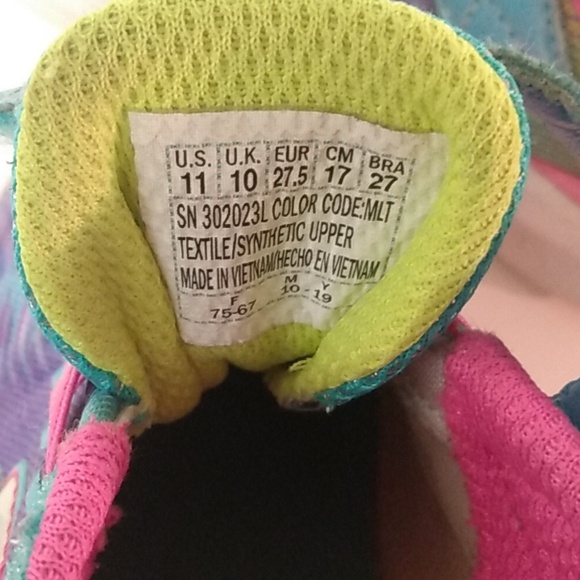 U.S. U.K. EUR CM BRA
11 10 27.5 17 27
SN 302023L COLOR CODE:MLT
TEXTILE/SYNTHETIC UPPER
MADE IN VIETNAM/HECHO EN VIETNAM
F M Y
75-67 10-19